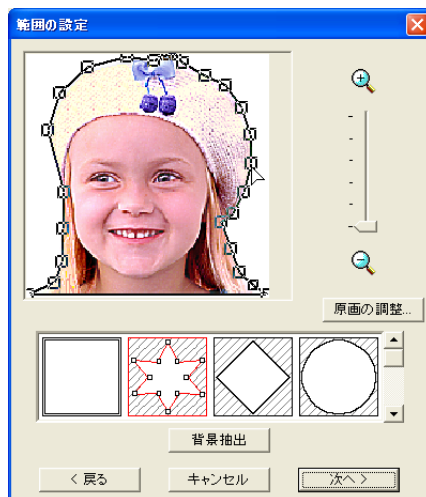 範囲の設定
原画の調整...
背景抽出
< 戻る
キャンセル
次へ >